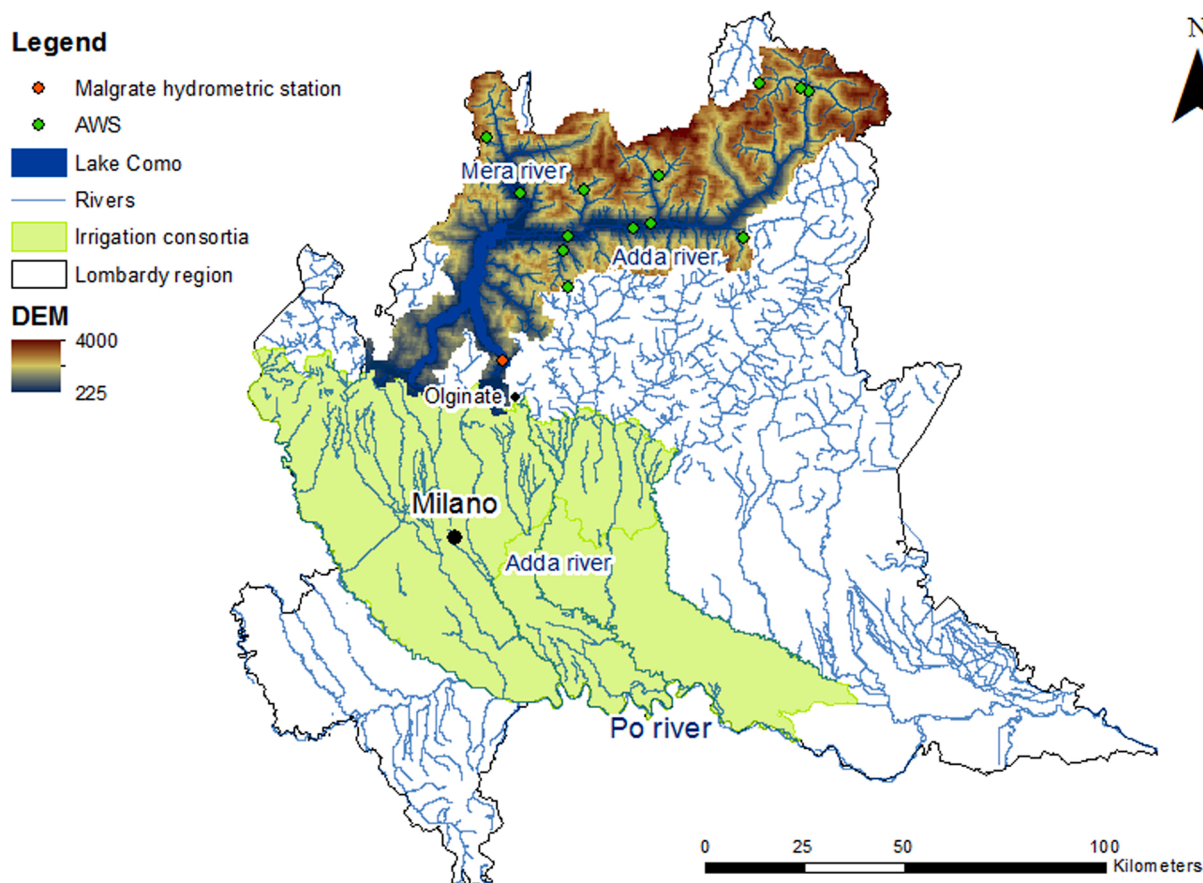 Legend
Malgrate hydrometric station
AWS
Lake Como
Rivers
Irrigation consortia
Lombardy region
DEM
4000
225
N
Mera river
Adda river
Olginate
Milano
Adda river
Po river
0 25 50 100
Kilometers